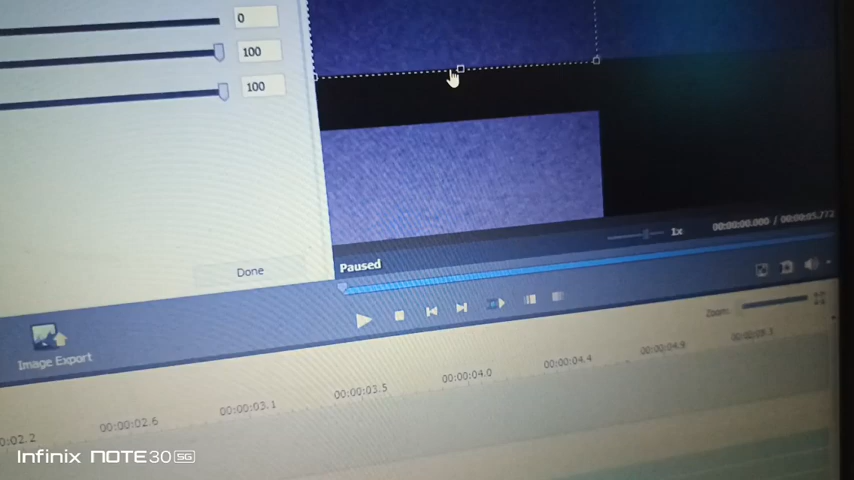 0
100
100
1x
00:00:00.000 / 00:00:05.772
Paused
Done
Zoom:
Image Export
:02.2
00:00:02.6
00:00:03.1
00:00:03.5
00:00:04.0
00:00:04.4
00:00:04.9
Infinix NOTE 30 5G